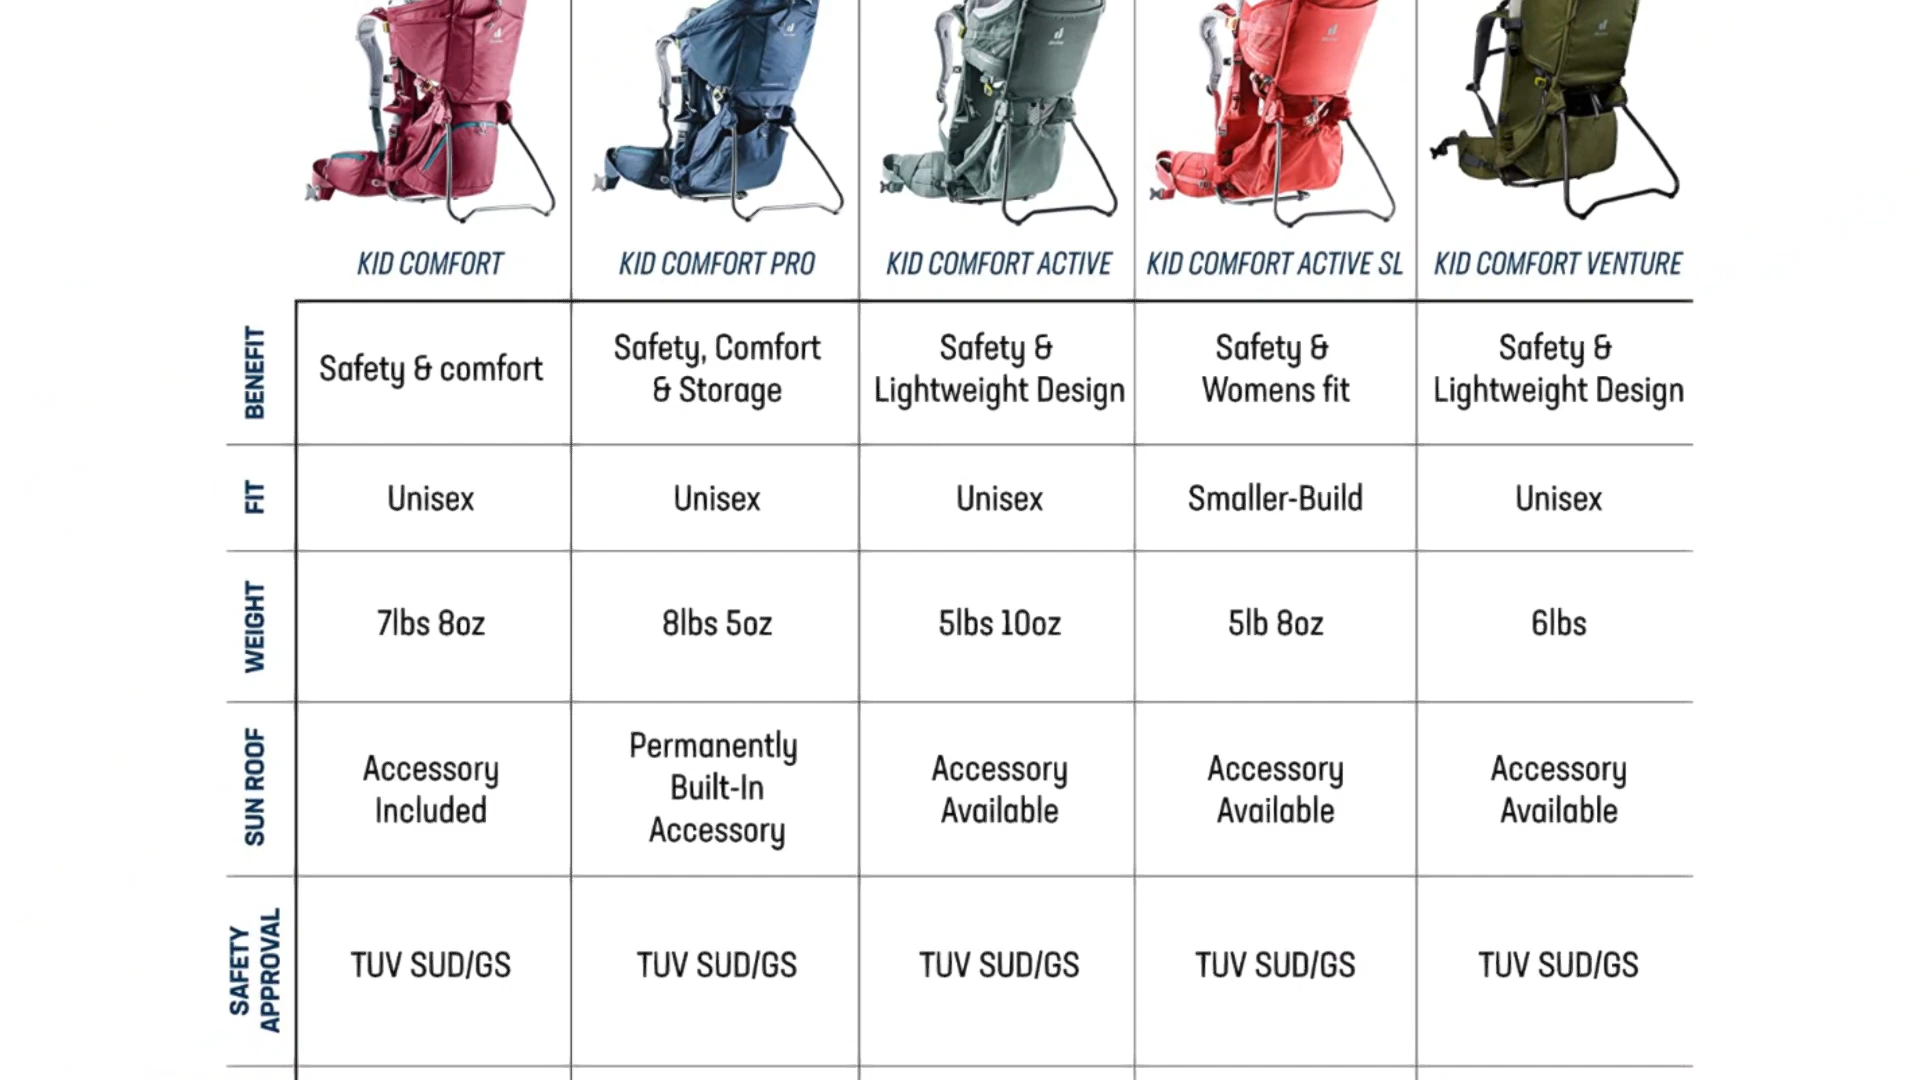 KID COMFORT
KID COMFORT PRO
KID COMFORT ACTIVE
KID COMFORT ACTIVE SL
KID COMFORT VENTURE
BENEFIT
Safety & comfort
Safety, Comfort
& Storage
Safety &
Lightweight Design
Safety &
Womens fit
Safety &
Lightweight Design
FIT
Unisex
Unisex
Unisex
Smaller-Build
Unisex
WEIGHT
7lbs 8oz
8lbs 5oz
5lbs 10oz
5lb 8oz
6lbs
SUN ROOF
Accessory
Included
Permanently
Built-In
Accessory
Accessory
Available
Accessory
Available
Accessory
Available
SAFETY
APPROVAL
TUV SUD/GS
TUV SUD/GS
TUV SUD/GS
TUV SUD/GS
TUV SUD/GS